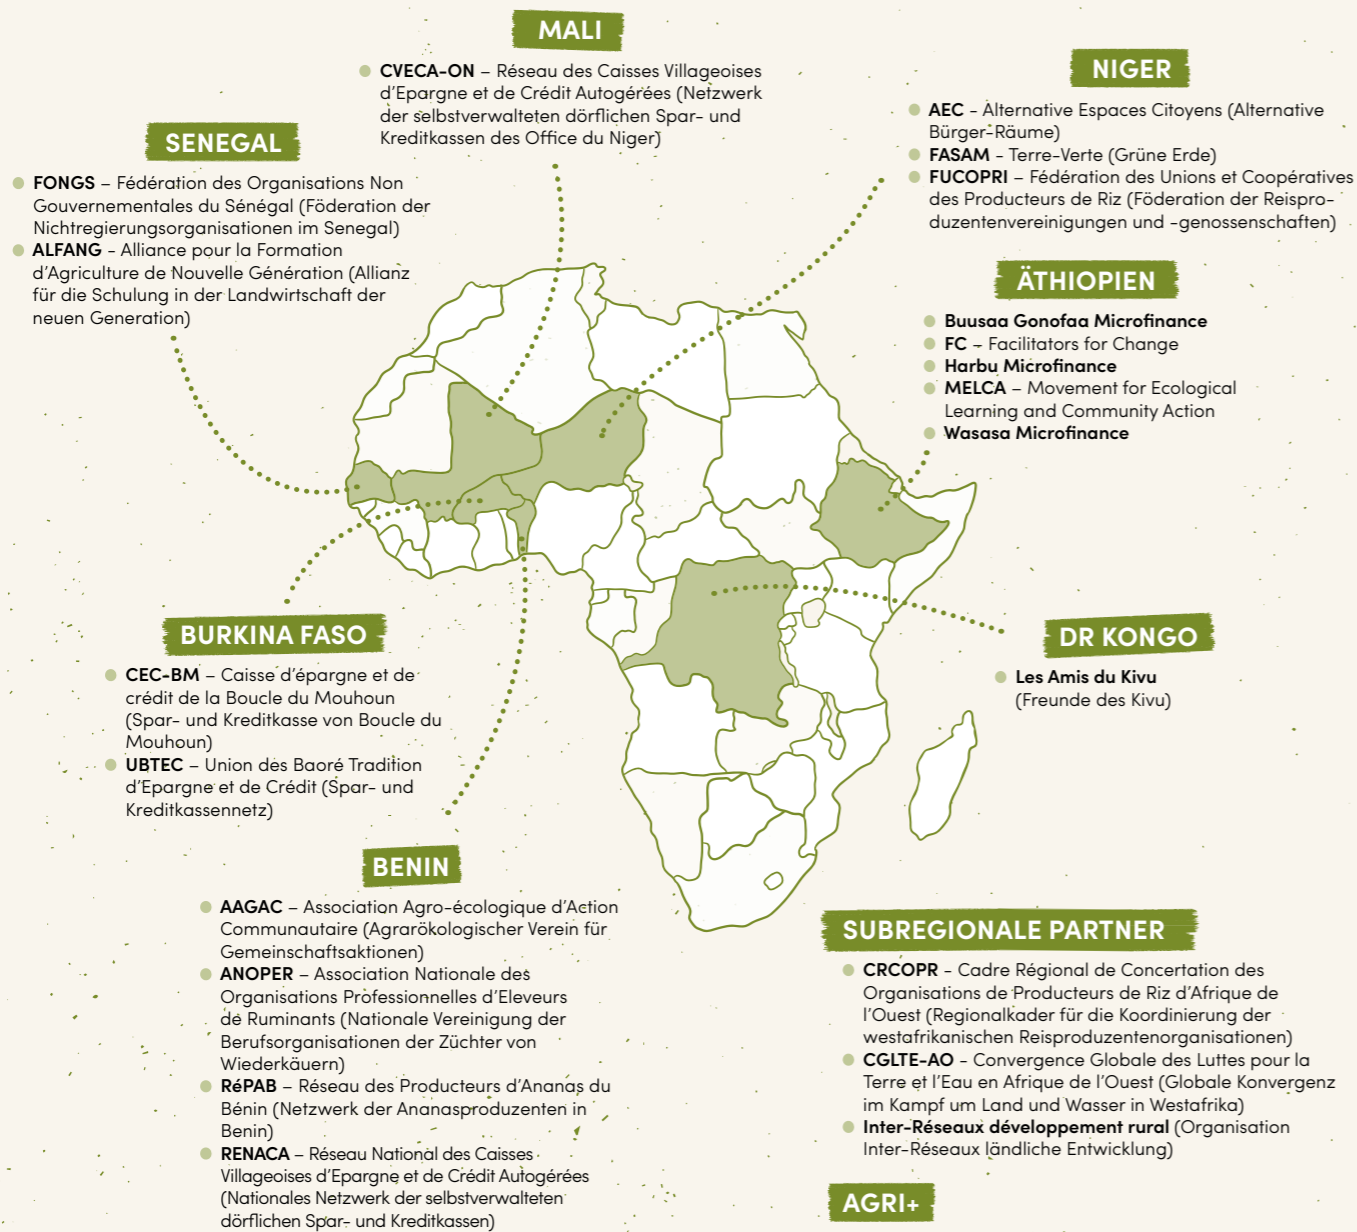 MALI
CVECA-ON – Réseau des Caisses Villageoises
d'Epargne et de Crédit Autogérées (Netzwerk
der selbstverwalteten dörflichen Spar- und
Kreditkassen des Office du Niger)
NIGER
AEC - Alternative Espaces Citoyens (Alternative
Bürger-Räume)
FASAM - Terre-Verte (Grüne Erde)
FUCOPRI – Fédération des Unions et Coopératives
des Producteurs de Riz (Föderation der Reispro-
duzentenvereinigungen und -genossenschaften)
SENEGAL
FONGS – Fédération des Organisations Non
Gouvernementales du Sénégal (Föderation der
Nichtregierungsorganisationen im Senegal)
ALFANG - Alliance pour la Formation
d'Agriculture de Nouvelle Génération (Allianz
für die Schulung in der Landwirtschaft der
neuen Generation)
ÄTHIOPIEN
Buusaa Gonofaa Microfinance
FC – Facilitators for Change
Harbu Microfinance
MELCA – Movement for Ecological
Learning and Community Action
Wasasa Microfinance
BURKINA FASO
CEC-BM – Caisse d'épargne et de
crédit de la Boucle du Mouhoun
(Spar- und Kreditkasse von Boucle du
Mouhoun)
UBTEC – Union des Baoré Tradition
d'Epargne et de Crédit (Spar- und
Kreditkassennetz)
DR KONGO
Les Amis du Kivu
(Freunde des Kivu)
BENIN
AAGAC – Association Agro-écologique d'Action
Communautaire (Agrarökologischer Verein für
Gemeinschaftsaktionen)
ANOPER – Association Nationale des
Organisations Professionnelles d'Eleveurs
de Ruminants (Nationale Vereinigung der
Berufsorganisationen der Züchter von
Wiederkäuern)
RéPAB – Réseau des Producteurs d'Ananas du
Bénin (Netzwerk der Ananasproduzenten in
Benin)
RENACA – Réseau National des Caisses
Villageoises d'Epargne et de Crédit Autogérées
(Nationales Netzwerk der selbstverwalteten
dörflichen Spar- und Kreditkassen)
SUBREGIONALE PARTNER
CRCOPR - Cadre Régional de Concertation des
Organisations de Producteurs de Riz d'Afrique de
l'Ouest (Regionalkader für die Koordinierung der
westafrikanischen Reisproduzentenorganisationen)
CGLTE-AO - Convergence Globale des Luttes pour la
Terre et l'Eau en Afrique de l'Ouest (Globale Konvergenz
im Kampf um Land und Wasser in Westafrika)
Inter-Réseaux développement rural (Organisation
Inter-Réseaux ländliche Entwicklung)
AGRI+